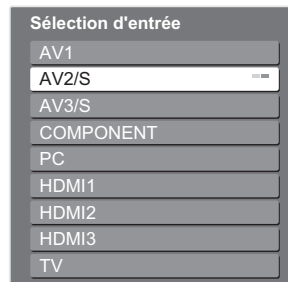 Sélection d'entrée
AV1
AV2/S
AV3/S
COMPONENT
PC
HDMI1
HDMI2
HDMI3
TV